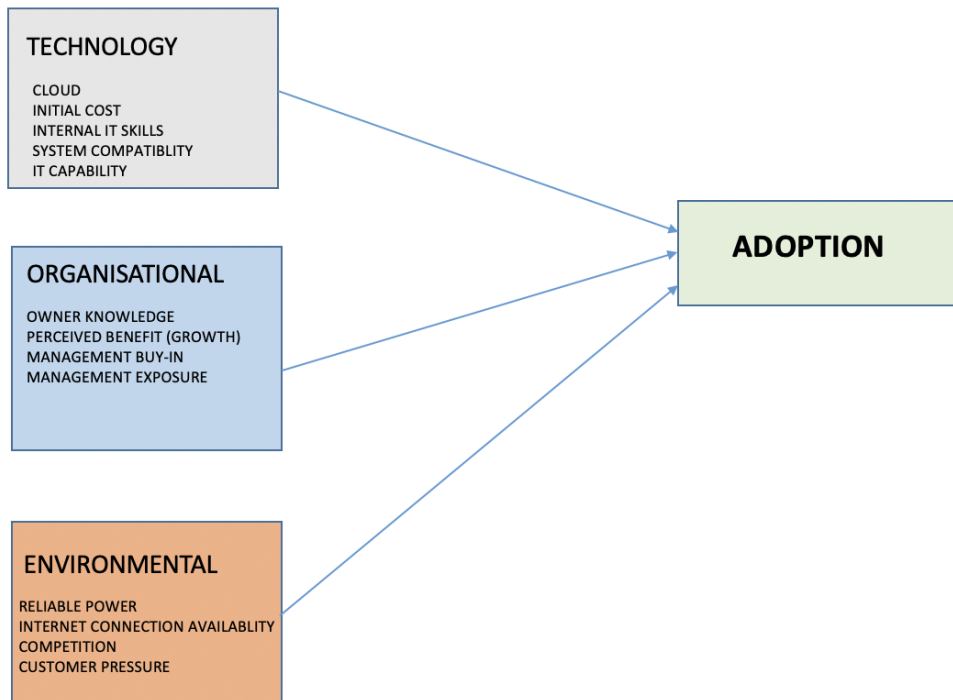 TECHNOLOGY
CLOUD
INITIAL COST
INTERNAL IT SKILLS
SYSTEM COMPATIBLITY
IT CAPABILITY
ADOPTION
ORGANISATIONAL
OWNER KNOWLEDGE
PERCEIVED BENEFIT (GROWTH)
MANAGEMENT BUY-IN
MANAGEMENT EXPOSURE
ENVIRONMENTAL
RELIABLE POWER
INTERNET CONNECTION AVAILABLITY
COMPETITION
CUSTOMER PRESSURE